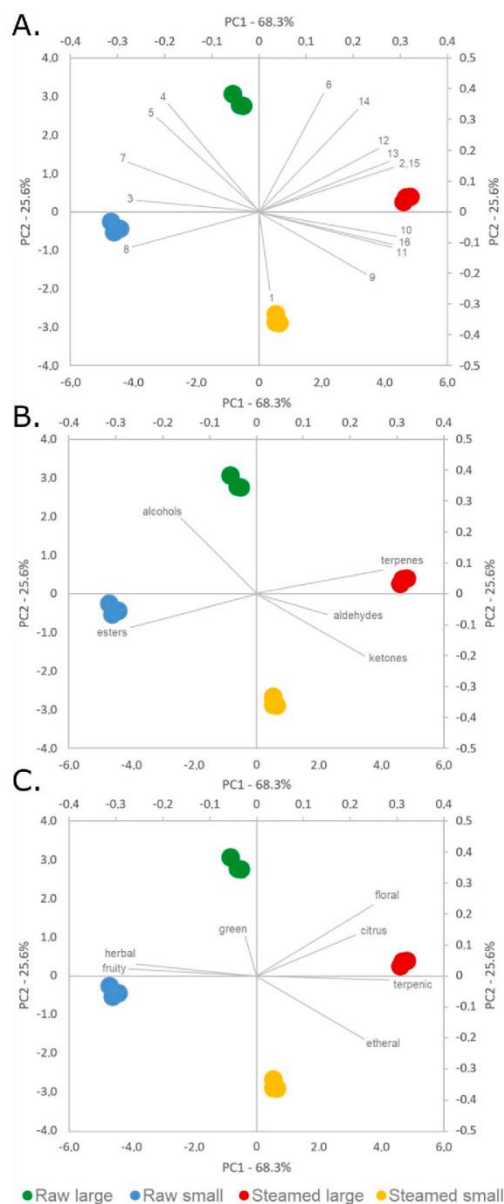 A.
PC1 - 68.3%
-0,4 -0,3 -0,2 -0,1 0 0,1 0,2 0,3 0,4
4.0 0,5
6
3.0 4 14 0,4
5 0,3
2.0 12 0,2
7 13
1.0 2,15 0,1
PC2 - 25.6% 3 PC2 - 25.6%
0 0
10 -0,1
-1.0 8 16
11
9 -0,2
-2.0 -0,3
1
-3.0 -0,4
-4.0 -0,5
-6,0 -4,0 -2,0 0 2,0 4,0 6,0
PC1 - 68.3%
B.
PC1 - 68.3%
-0,4 -0,3 -0,2 -0,1 0 0,1 0,2 0,3 0,4
4.0 0,5
3.0 0,4
0,3
alcohols
2.0 0,2
1.0 terpenes 0,1
PC2 - 25.6% PC2 - 25.6%
0 0
aldehydes -0,1
-1.0 esters
ketones -0,2
-2.0 -0,3
-3.0 -0,4
-4.0 -0,5
-6,0 -4,0 -2,0 0 2.0 4,0 6,0
PC1 - 68.3%
C.
PC1 - 68.3%
-0,4 -0,3 -0,2 -0,1 0 0,1 0,2 0,3 0,4
4.0 0,5
3.0 0,4
floral 0,3
2.0 0,2
green citrus
1.0 herbal 0,1
fruity
PC2 - 25.6% PC2 - 25.6%
0 0
terpenic
-1.0 -0,1
etheral -0,2
-2.0 -0,3
-3.0 -0,4
-4.0 -0,5
-6,0 -4,0 -2,0 0 2,0 4,0 6,0
PC1 - 68.3%
Raw large Raw small Steamed large Steamed small